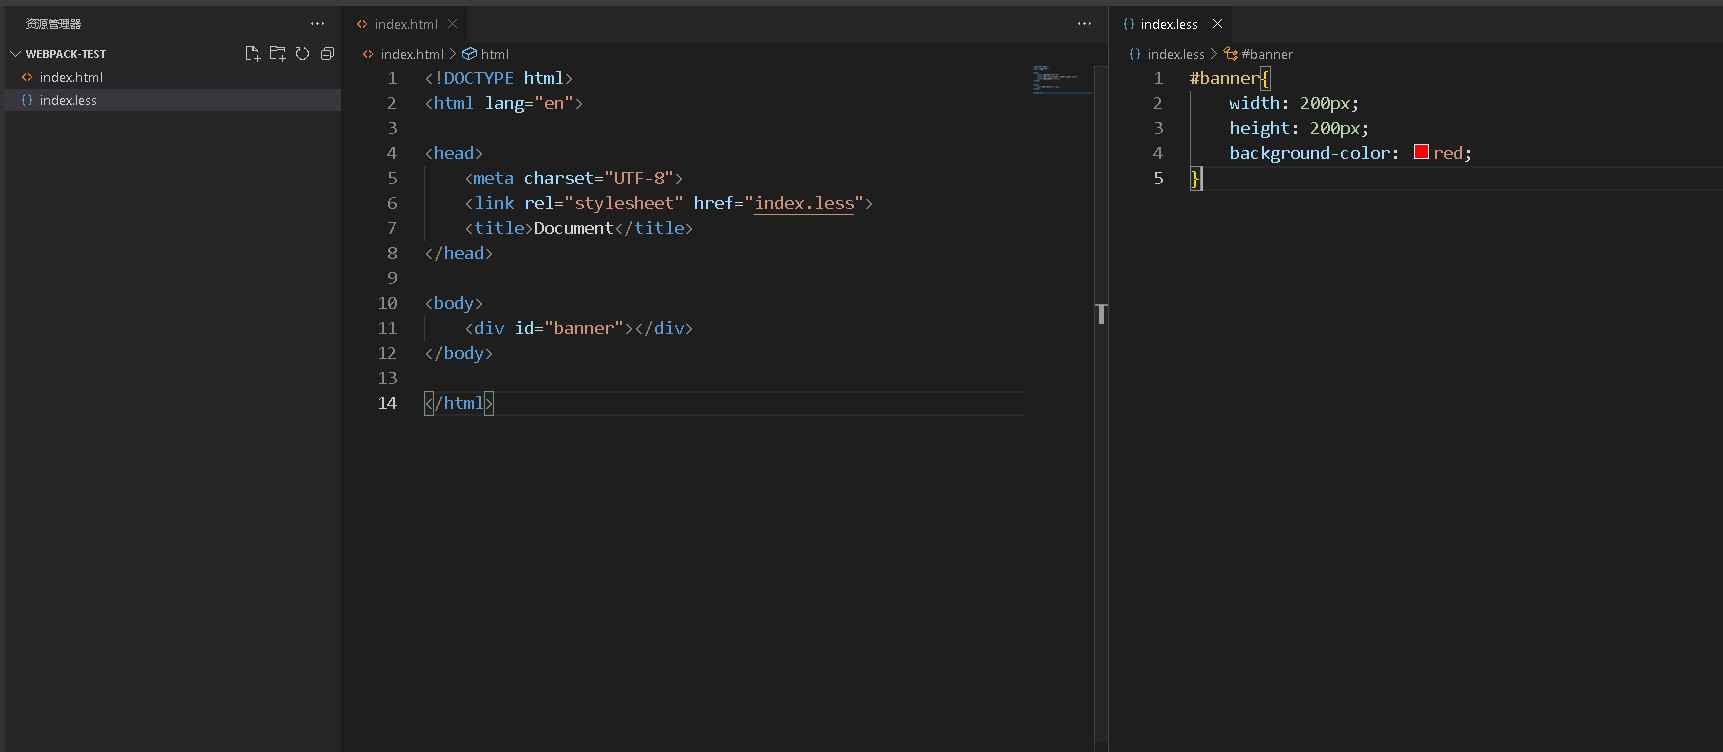 资源管理器
WEBPACK-TEST
index.html
index.less
index.html
index.html > html
1 <!DOCTYPE html>
2 <html lang="en">
3
4 <head>
5     <meta charset="UTF-8">
6     <link rel="stylesheet" href="index.less">
7     <title>Document</title>
8 </head>
9
10 <body>
11     <div id="banner"></div>
12 </body>
13
14 </html>
index.less
index.less > #banner
1 #banner{
2     width: 200px;
3     height: 200px;
4     background-color: red;
5 }